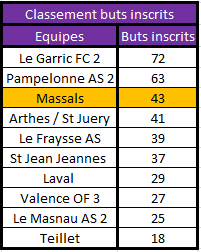 Classement buts inscrits
Equipes Buts inscrits
Le Garric FC 2 72
Pampelonne AS 2 63
Massals 43
Arthes / St Juery 41
Le Fraysse AS 39
St Jean Jeannes 37
Laval 29
Valence OF 3 27
Le Masnau AS 2 25
Teillet 18